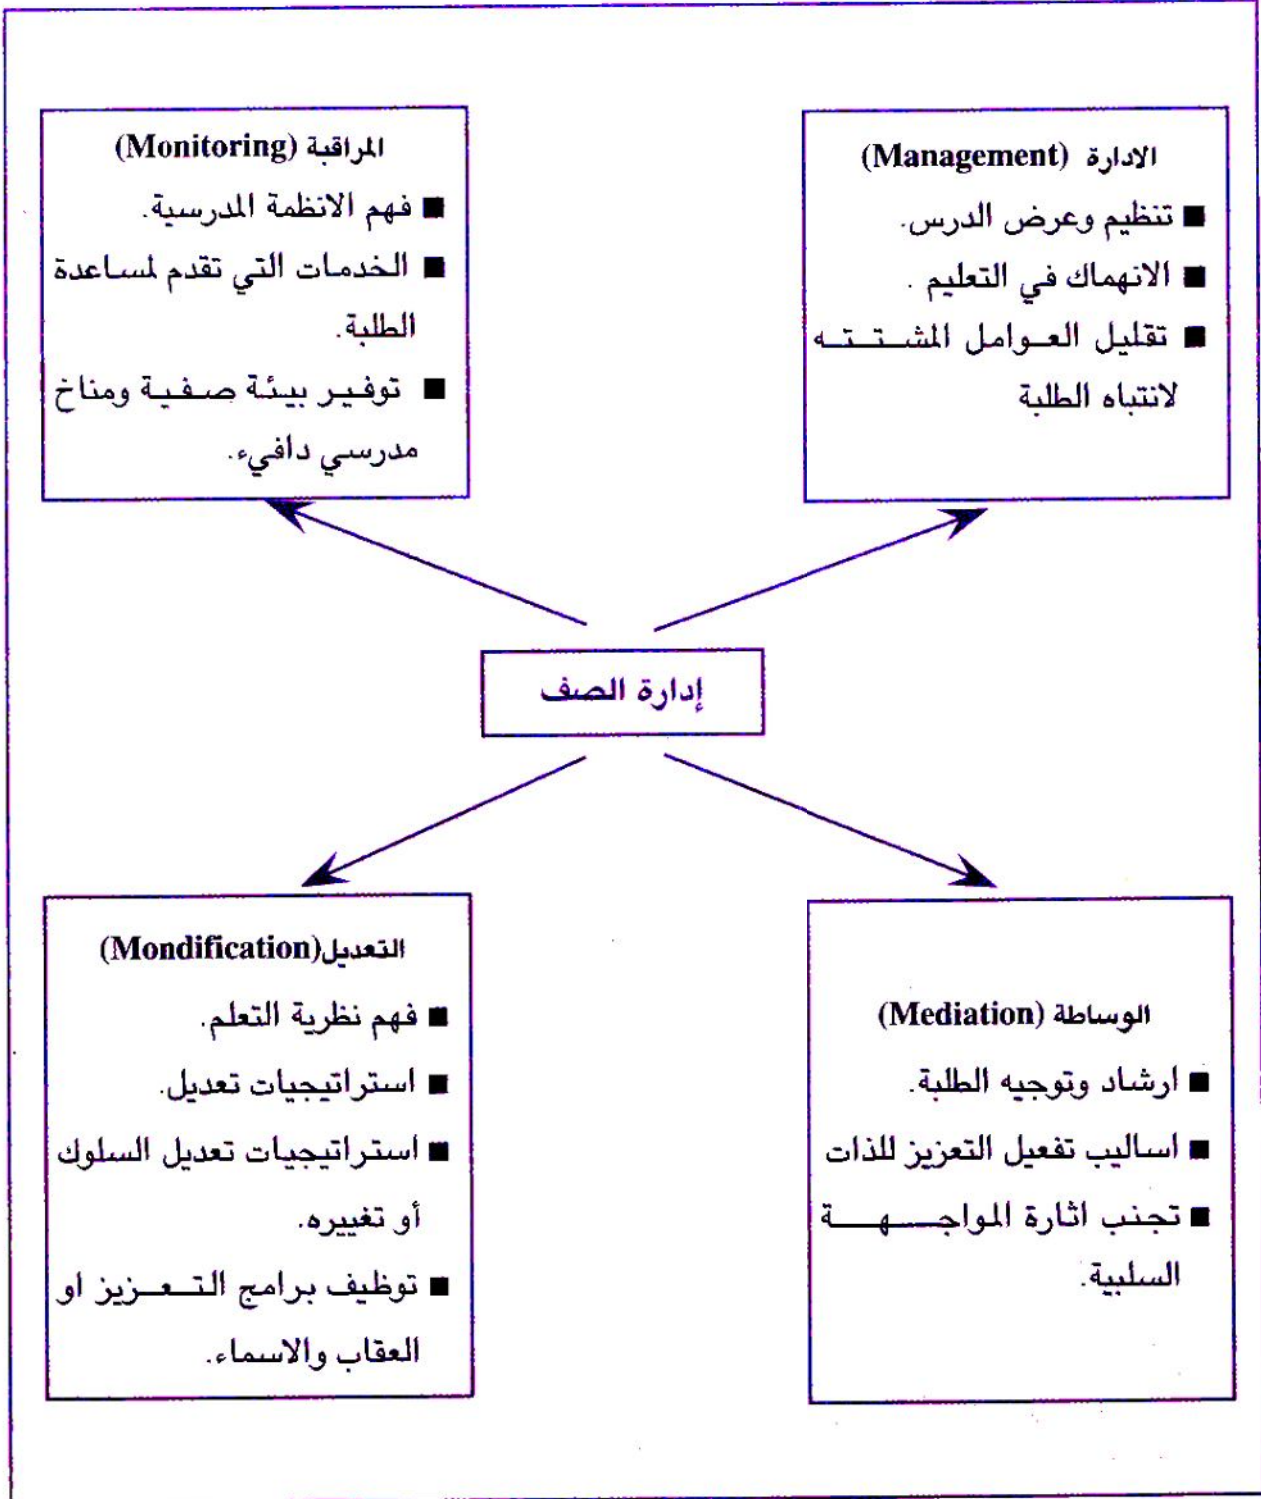 الادارة (Management)
■ تنظيم وعرض الدرس.
■ الانهماك في التعليم .
■ تقليل العوامل المشتته
لانتباه الطلبة
المراقبة (Monitoring)
■ فهم الانظمة المدرسية.
■ الخدمات التي تقدم لمساعدة
الطلبة.
■ توفير بيئة صفية ومناخ
مدرسي دافيء.
إدارة الصف
الوساطة (Mediation)
■ ارشاد وتوجيه الطلبة.
■ اساليب تفعيل التعزيز للذات
■ تجنب اثارة المواجهة
السلبية.
التعديل(Mondification)
■ فهم نظرية التعلم.
■ استراتيجيات تعديل.
■ استراتيجيات تعديل السلوك
أو تغييره.
■ توظيف برامج التعزيز او
العقاب والاسماء.